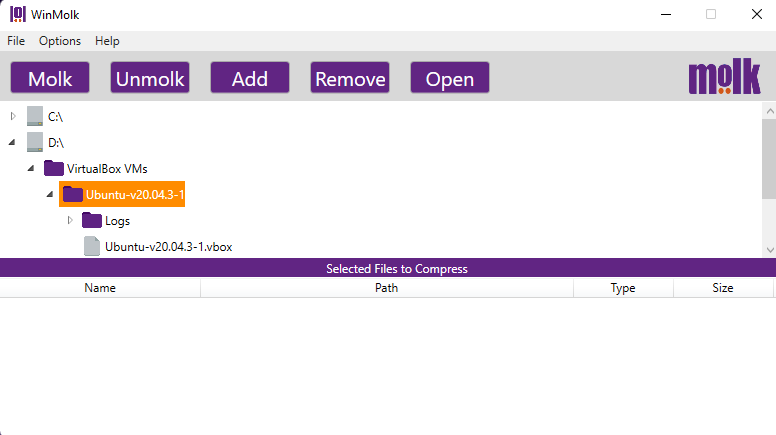 WinMolk
File Options Help
Molk Unmolk Add Remove Open molk
C:\
D:\
VirtualBox VMs
Ubuntu-v20.04.3-1
Logs
Ubuntu-v20.04.3-1.vbox
Selected Files to Compress
Name Path Type Size